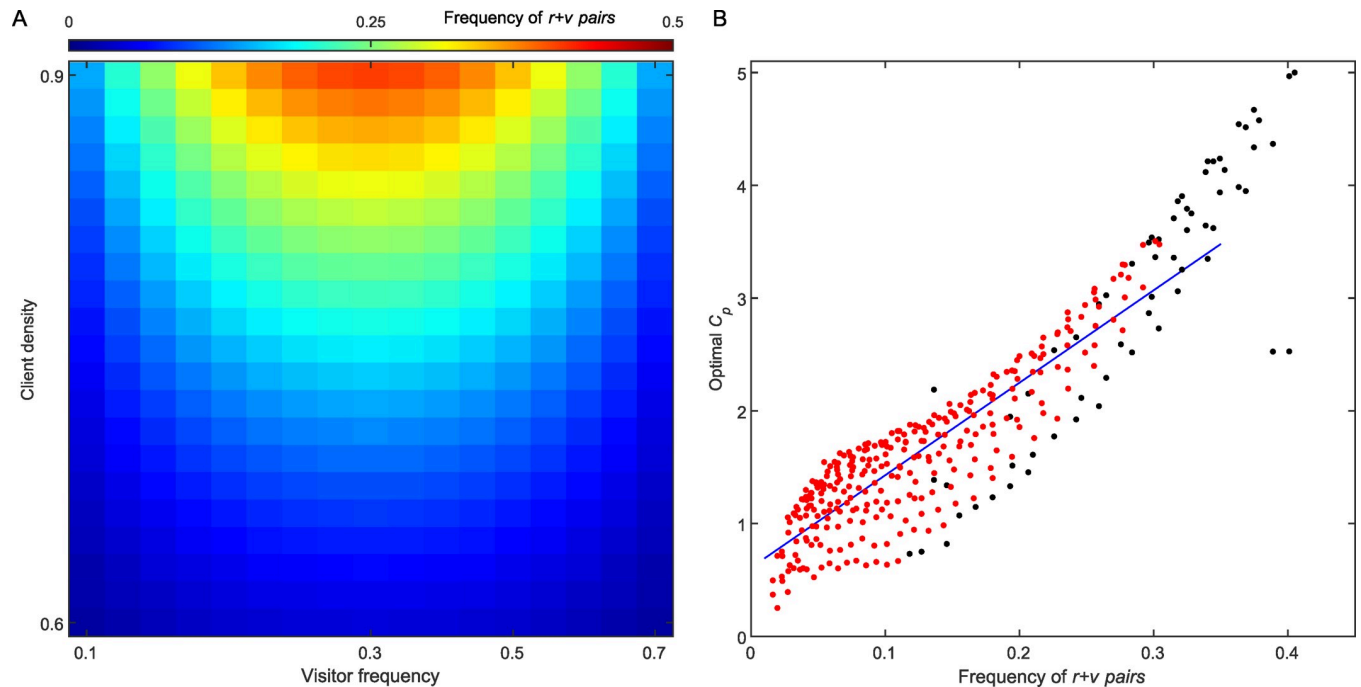 A
0
0.25
Frequency of r+v pairs
0.5
0.9
Client density
0.6
0.1
0.3
0.5
0.7
Visitor frequency
B
5
4
3
2
1
0
Optimal Cp
0
0.1
0.2
0.3
0.4
Frequency of r+v pairs